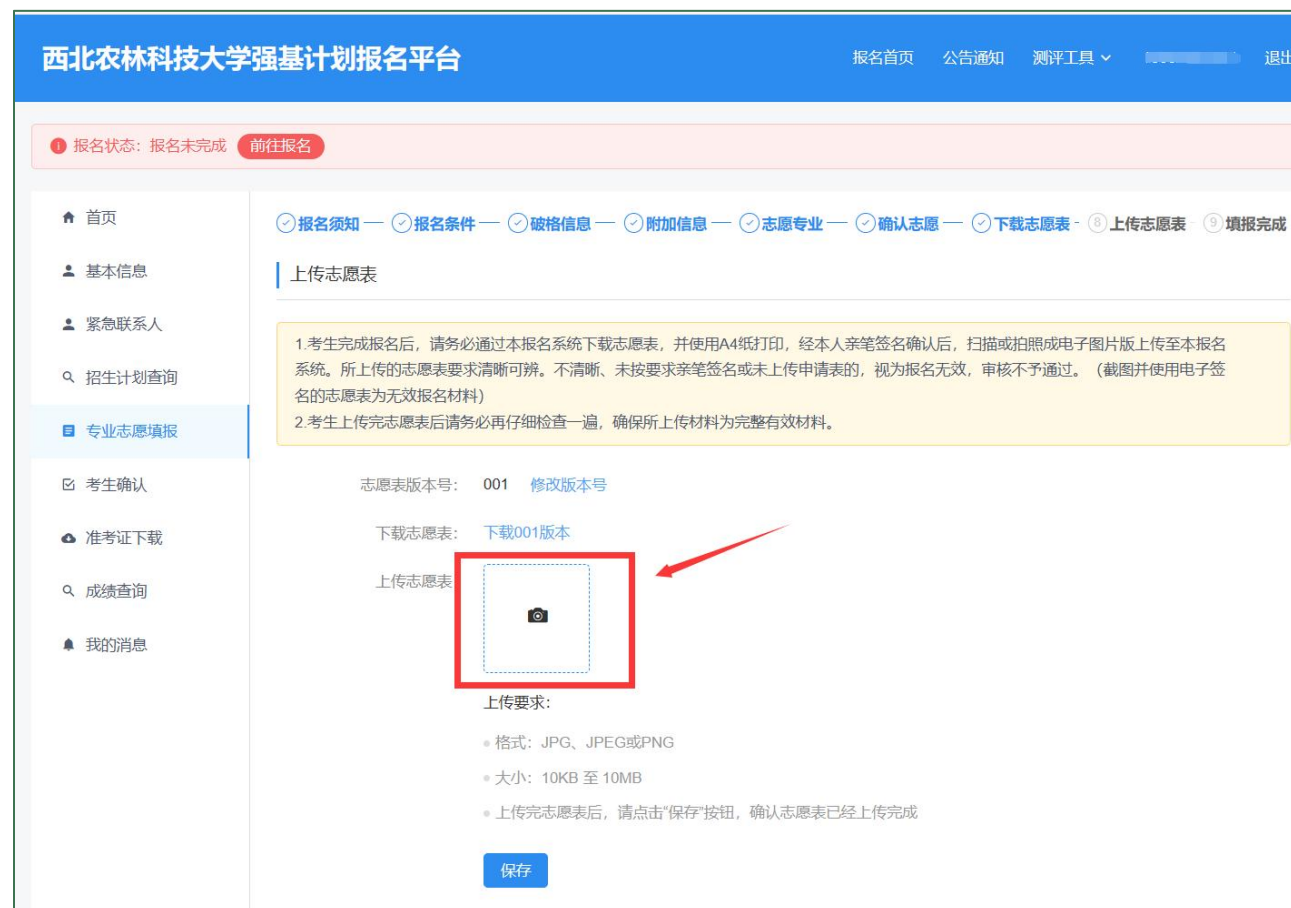 西北农林科技大学强基计划报名平台
报名首页 公告通知 测评工具 退出
报名状态：报名未完成 前往报名
首页
基本信息
紧急联系人
招生计划查询
专业志愿填报
考生确认
准考证下载
成绩查询
我的消息
报名须知 报名条件 破格信息 附加信息 志愿专业 确认志愿 下载志愿表 8 上传志愿表 9 填报完成
上传志愿表
1.考生完成报名后，请务必通过本报名系统下载志愿表，并使用A4纸打印，经本人亲笔签名确认后，扫描或拍照成电子图片版上传至本报名
系统。所上传的志愿表要求清晰可辨。不清晰、未按要求亲笔签名或未上传申请表的，视为报名无效，审核不予通过。（截图并使用电子签
名的志愿表为无效报名材料）
2.考生上传完志愿表后请务必再仔细检查一遍，确保所上传材料为完整有效材料。
志愿表版本号： 001 修改版本号
下载志愿表： 下载001版本
上传志愿表
上传要求：
格式：JPG、JPEG或PNG
大小：10KB 至 10MB
上传完志愿表后，请点击“保存”按钮，确认志愿表已经上传完成
保存